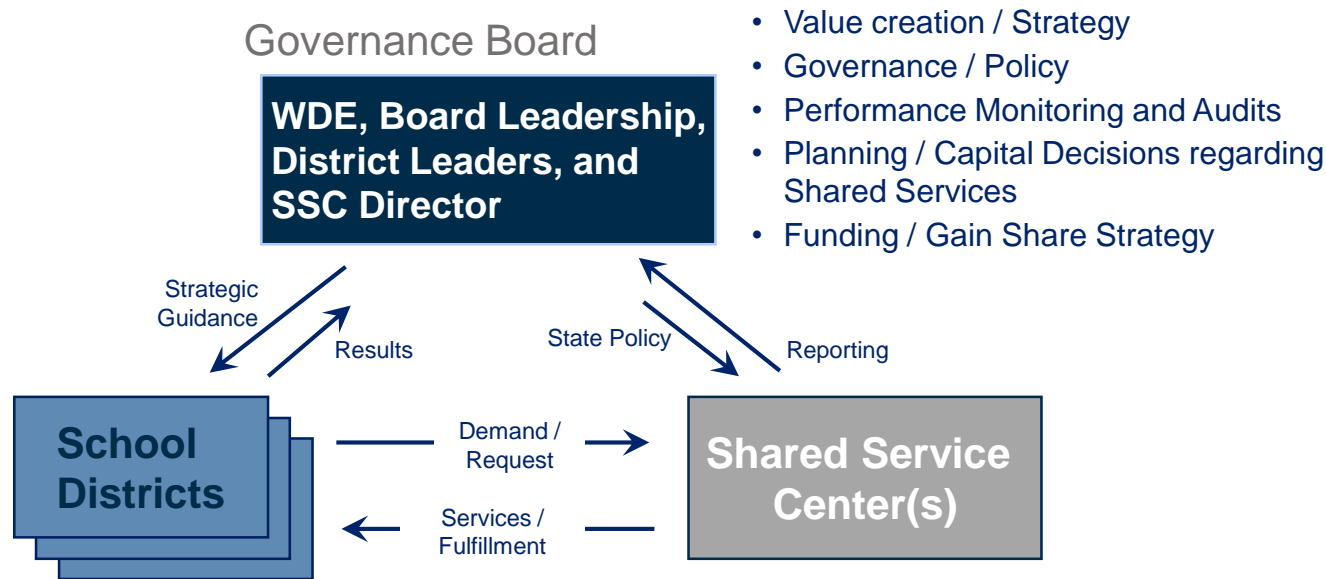 Governance Board
WDE, Board Leadership,
District Leaders, and
SSC Director
• Value creation / Strategy
• Governance / Policy
• Performance Monitoring and Audits
• Planning / Capital Decisions regarding
Shared Services
• Funding / Gain Share Strategy
Strategic
Guidance
Results
State Policy
Reporting
School
Districts
Demand /
Request
Services /
Fulfillment
Shared Service
Center(s)